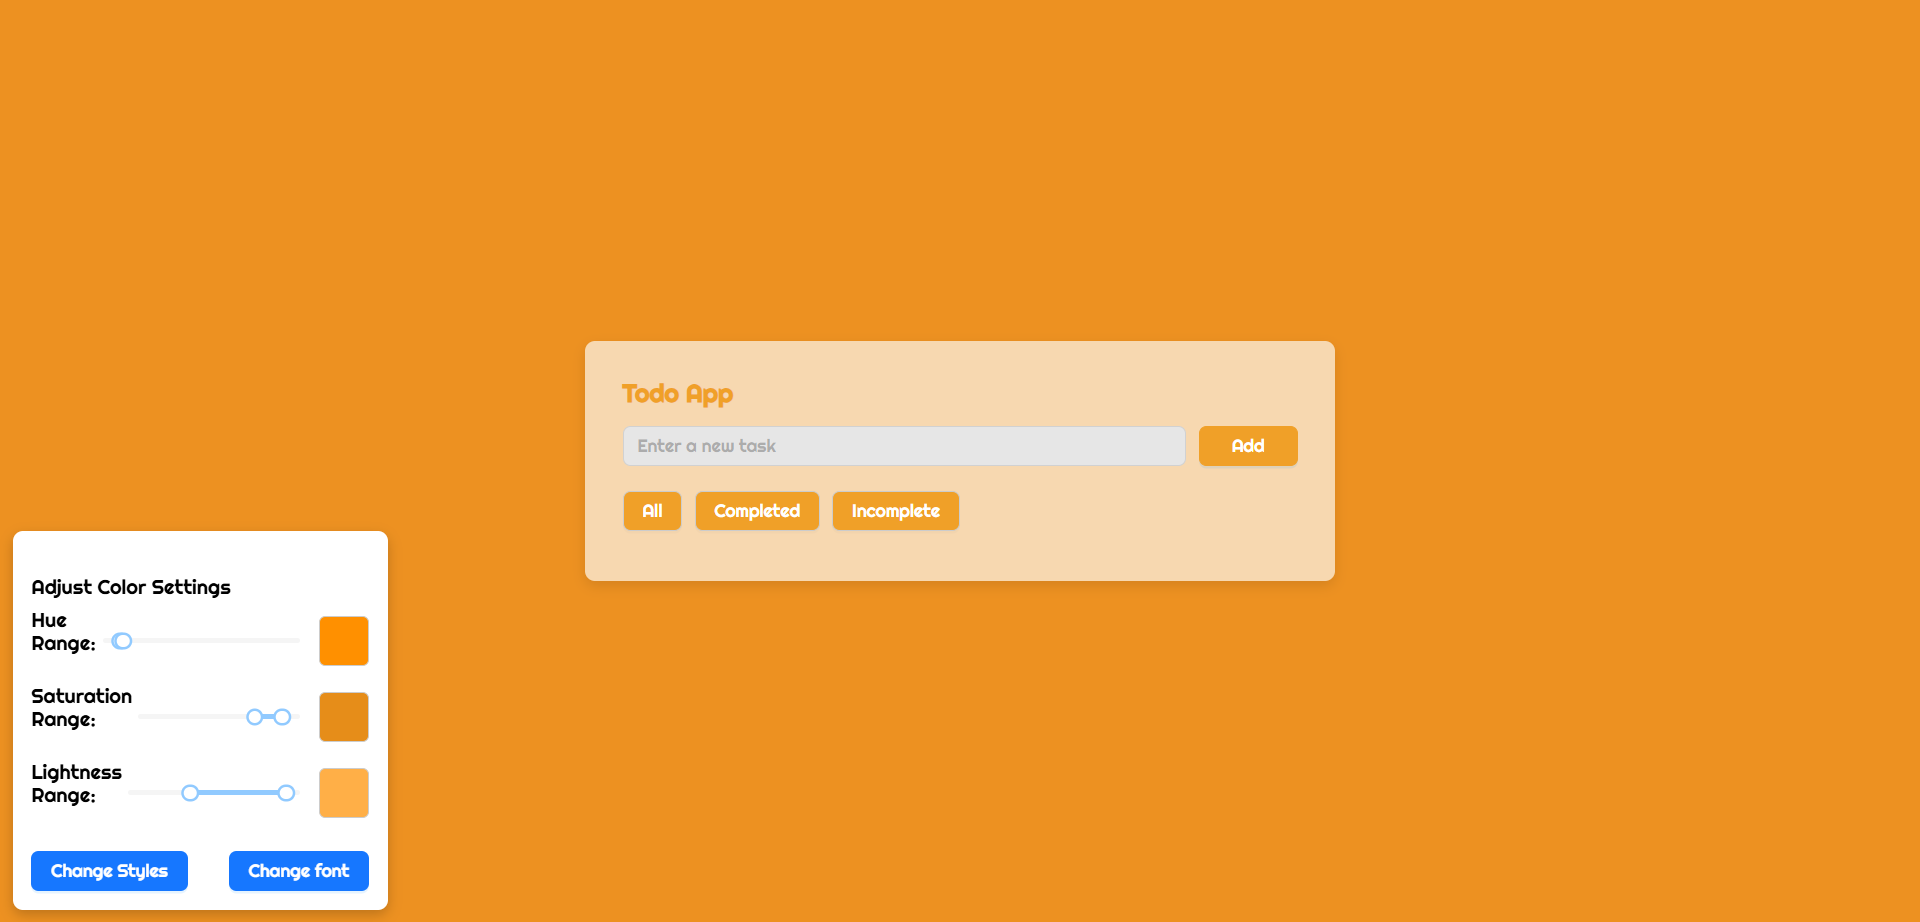 Todo App
Enter a new task
Add
All
Completed
Incomplete
Adjust Color Settings
Hue
Range:
Saturation
Range:
Lightness
Range:
Change Styles
Change font